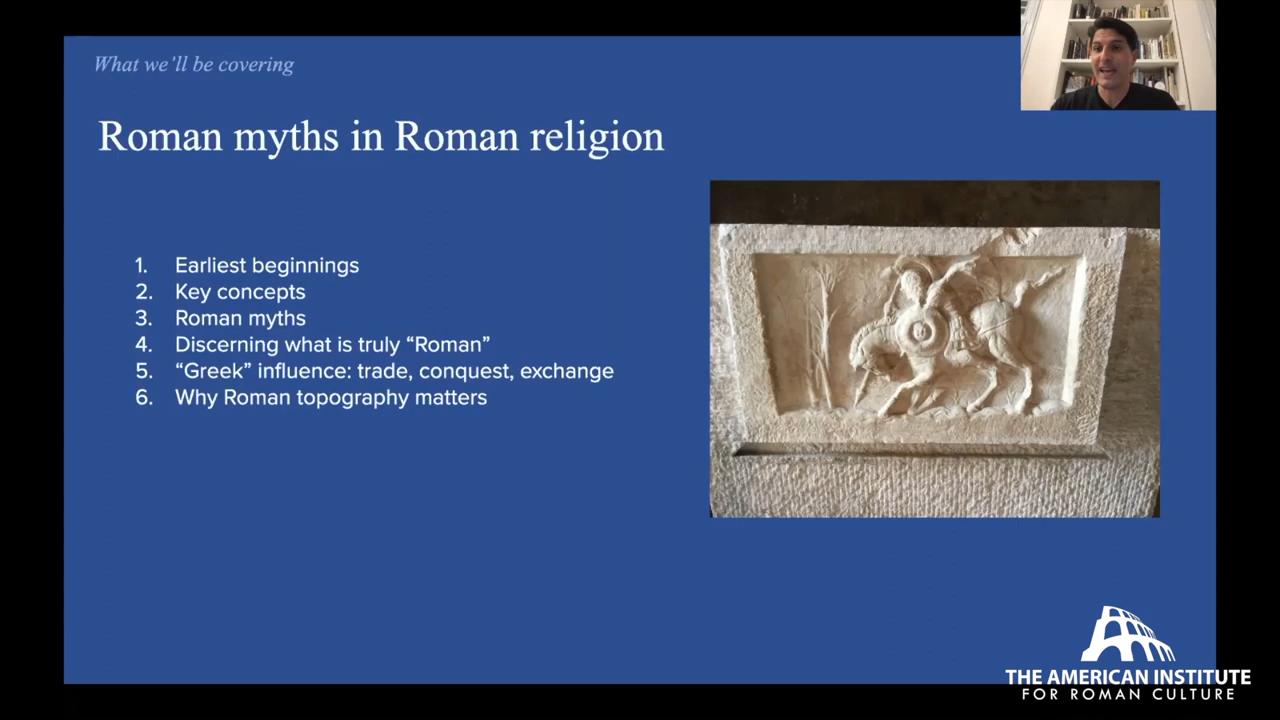 What we'll be covering
Roman myths in Roman religion
1. Earliest beginnings
2. Key concepts
3. Roman myths
4. Discerning what is truly “Roman”
5. “Greek” influence: trade, conquest, exchange
6. Why Roman topography matters
THE AMERICAN INSTITUTE
FOR ROMAN CULTURE